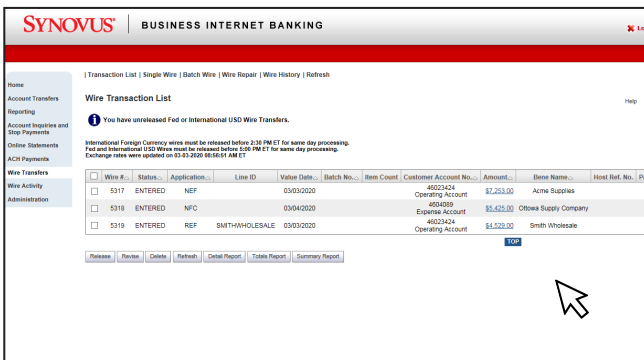 SYNOVUS® | BUSINESS INTERNET BANKING
| Transaction List | Single Wire | Batch Wire | Wire Repair | Wire History | Refresh
Home
Account Transfers
Reporting
Account Inquiries and
Stop Payments
Online Statements
ACH Payments
Wire Transfers
Wire Activity
Administration
Wire Transaction List
Help
You have unreleased Fed or International USD Wire Transfers.
International Foreign Currency wires must be released before 2:30 PM ET for same day processing.
Fed and International USD Wires must be released before 5:00 PM ET for same day processing.
Exchange rates were updated on 03-03-2020 08:56:51 AM ET
Wire #... Status... Application... Line ID Value Date... Batch No.... Item Count Customer Account No.... Amount... Bene Name... Host Ref. No.
5317 ENTERED NEF 03/03/2020 46023424 Operating Account $7,253.00 Acme Supplies
5318 ENTERED NFC 03/04/2020 4604089 Expense Account $5,425.00 Ottowa Supply Company
5319 ENTERED REF SMITHWHOLESALE 03/03/2020 46023424 Operating Account $4,529.00 Smith Wholesale
TOP
Release Revise Delete Refresh Detail Report Totals Report Summary Report